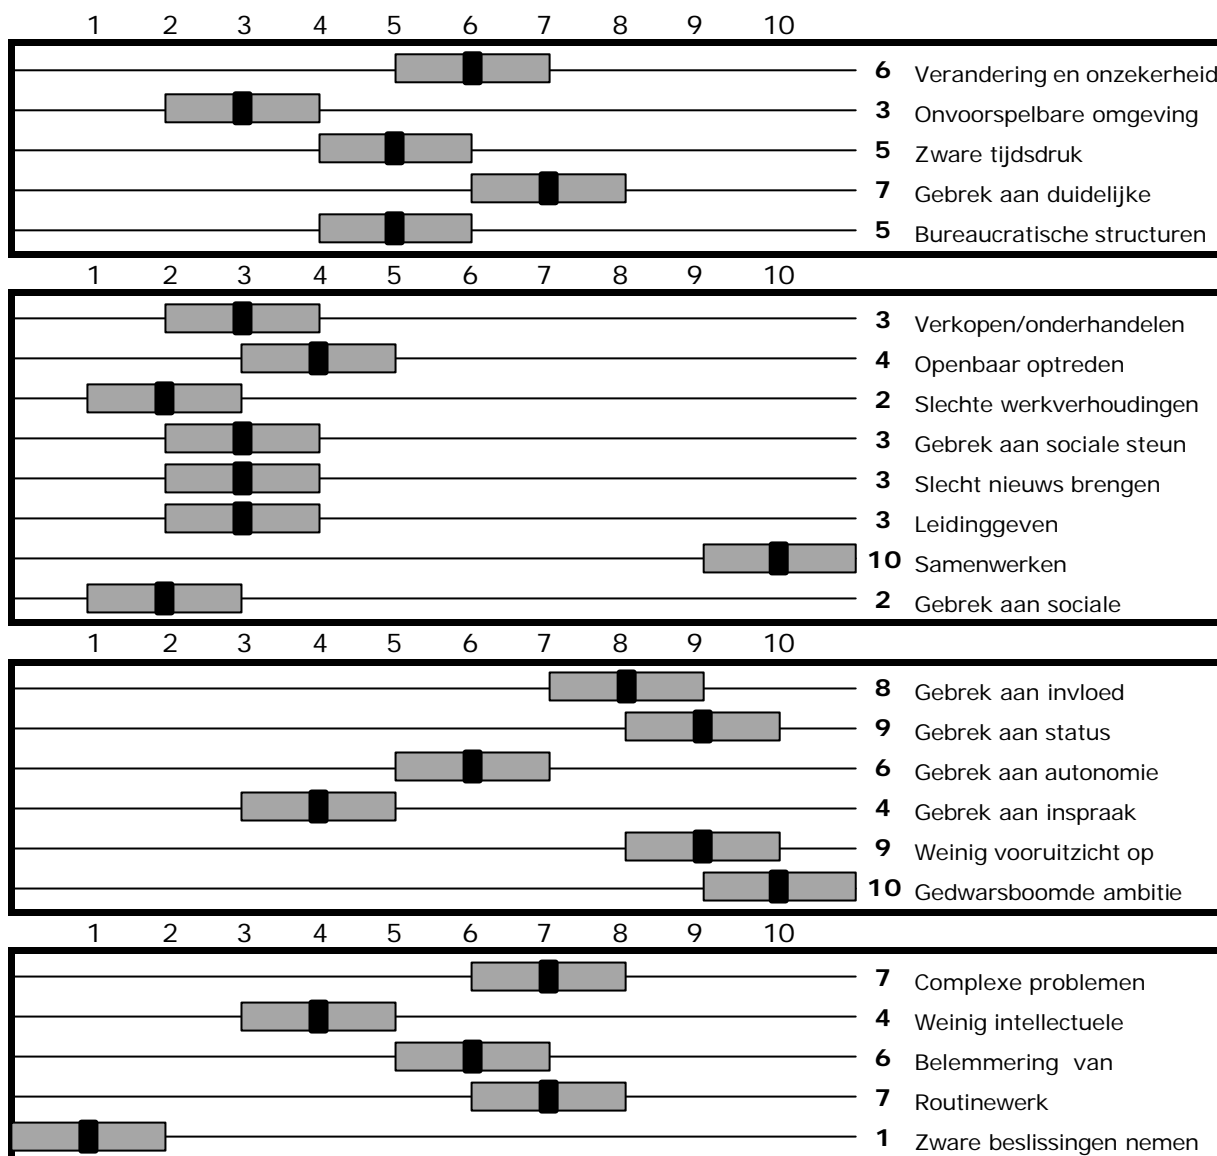 1 2 3 4 5 6 7 8 9 10
6 Verandering en onzekerheid
3 Onvoorspelbare omgeving
5 Zware tijdsdruk
7 Gebrek aan duidelijke
5 Bureaucratische structuren
1 2 3 4 5 6 7 8 9 10
3 Verkopen/onderhandelen
4 Openbaar optreden
2 Slechte werkverhoudingen
3 Gebrek aan sociale steun
3 Slecht nieuws brengen
3 Leidinggeven
10 Samenwerken
2 Gebrek aan sociale
1 2 3 4 5 6 7 8 9 10
8 Gebrek aan invloed
9 Gebrek aan status
6 Gebrek aan autonomie
4 Gebrek aan inspraak
9 Weinig vooruitzicht op
10 Gedwarsboomde ambitie
1 2 3 4 5 6 7 8 9 10
7 Complexe problemen
4 Weinig intellectuele
6 Belemmering van
7 Routinewerk
1 Zware beslissingen nemen